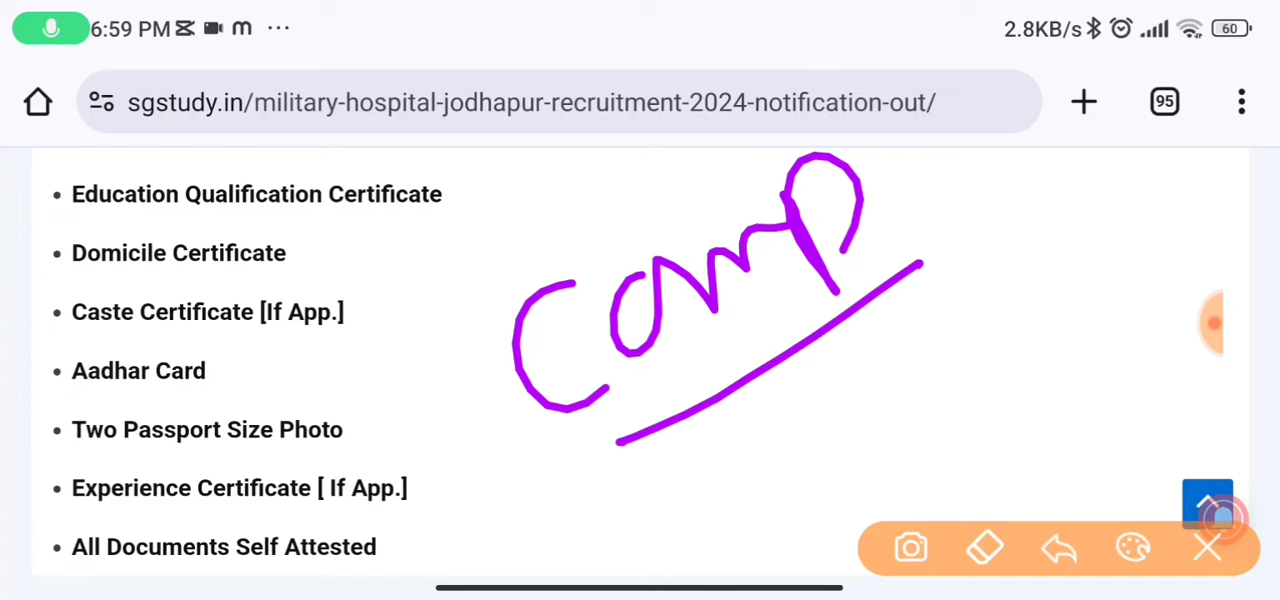 6:59 PM m ... 2.8KB/s 60
sgstudy.in/military-hospital-jodhapur-recruitment-2024-notification-out/ 95
• Education Qualification Certificate
• Domicile Certificate
• Caste Certificate [If App.]
• Aadhar Card
• Two Passport Size Photo
• Experience Certificate [ If App.]
• All Documents Self Attested
Camp